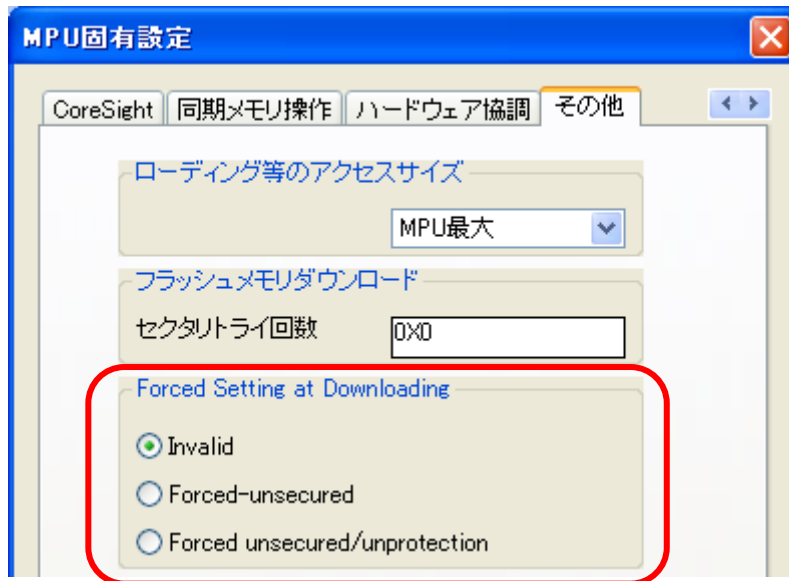 MPU固有設定
CoreSight 同期メモリ操作 ハードウェア協調 その他
ローディング等のアクセスサイズ
MPU最大
フラッシュメモリダウンロード
セクタリトライ回数 0X0
Forced Setting at Downloading
Invalid
Forced-unsecured
Forced unsecured/unprotection